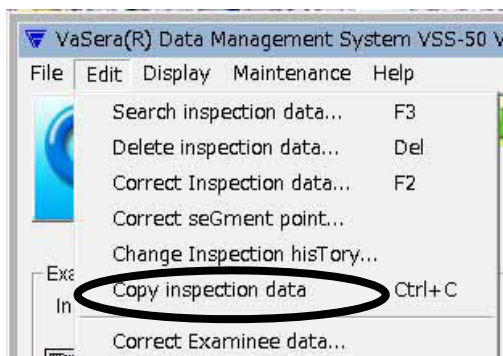 VaSera(R) Data Management System VSS-50 V
File Edit Display Maintenance Help
Search inspection data... F3
Delete inspection data... Del
Correct Inspection data... F2
Correct seGment point...
Change Inspection hisTory...
Copy inspection data Ctrl+C
Correct Examinee data...
Exa
In